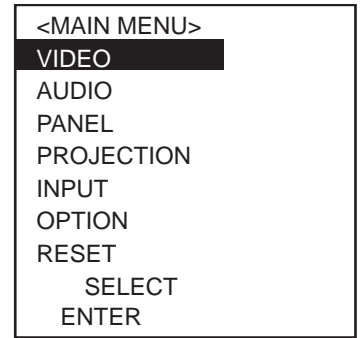 <MAIN MENU>
VIDEO
AUDIO
PANEL
PROJECTION
INPUT
OPTION
RESET
SELECT
ENTER